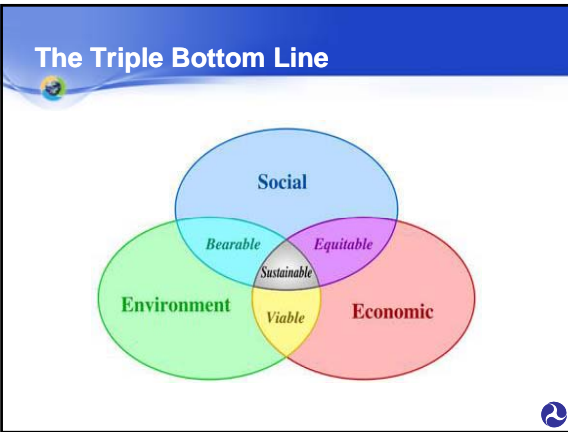 The Triple Bottom Line
Social
Bearable
Equitable
Sustainable
Environment
Viable
Economic